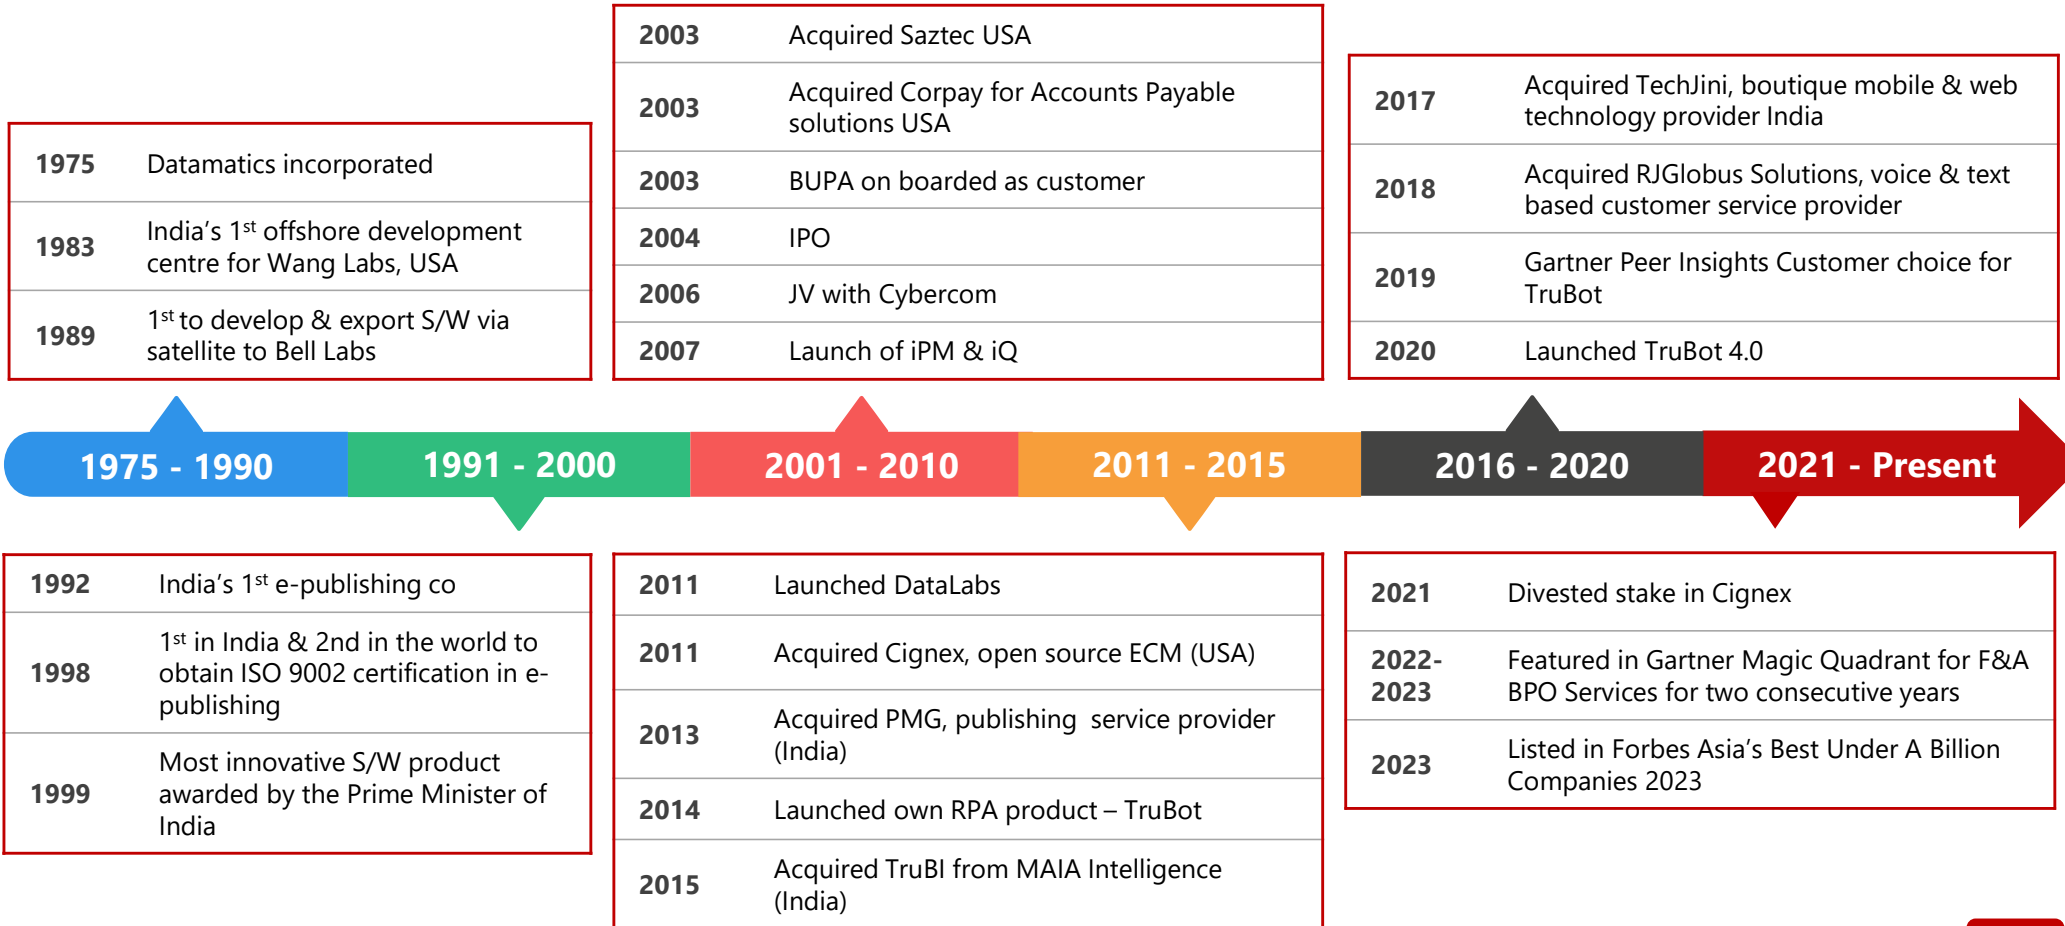 1975 Datamatics incorporated
1983 India’s 1st offshore development
centre for Wang Labs, USA
1989 1st to develop & export S/W via
satellite to Bell Labs
2003 Acquired Saztec USA
2003 Acquired Corpay for Accounts Payable
solutions USA
2003 BUPA on boarded as customer
2004 IPO
2006 JV with Cybercom
2007 Launch of iPM & iQ
2017 Acquired TechJini, boutique mobile & web
technology provider India
2018 Acquired RJGlobus Solutions, voice & text
based customer service provider
2019 Gartner Peer Insights Customer choice for
TruBot
2020 Launched TruBot 4.0
1975 - 1990 1991 - 2000 2001 - 2010 2011 - 2015 2016 - 2020 2021 - Present
1992 India’s 1st e-publishing co
1998 1st in India & 2nd in the world to
obtain ISO 9002 certification in e-
publishing
1999 Most innovative S/W product
awarded by the Prime Minister of
India
2011 Launched DataLabs
2011 Acquired Cignex, open source ECM (USA)
2013 Acquired PMG, publishing  service provider
(India)
2014 Launched own RPA product – TruBot
2015 Acquired TruBI from MAIA Intelligence
(India)
2021 Divested stake in Cignex
2022- Featured in Gartner Magic Quadrant for F&A
2023 BPO Services for two consecutive years
2023 Listed in Forbes Asia’s Best Under A Billion
Companies 2023